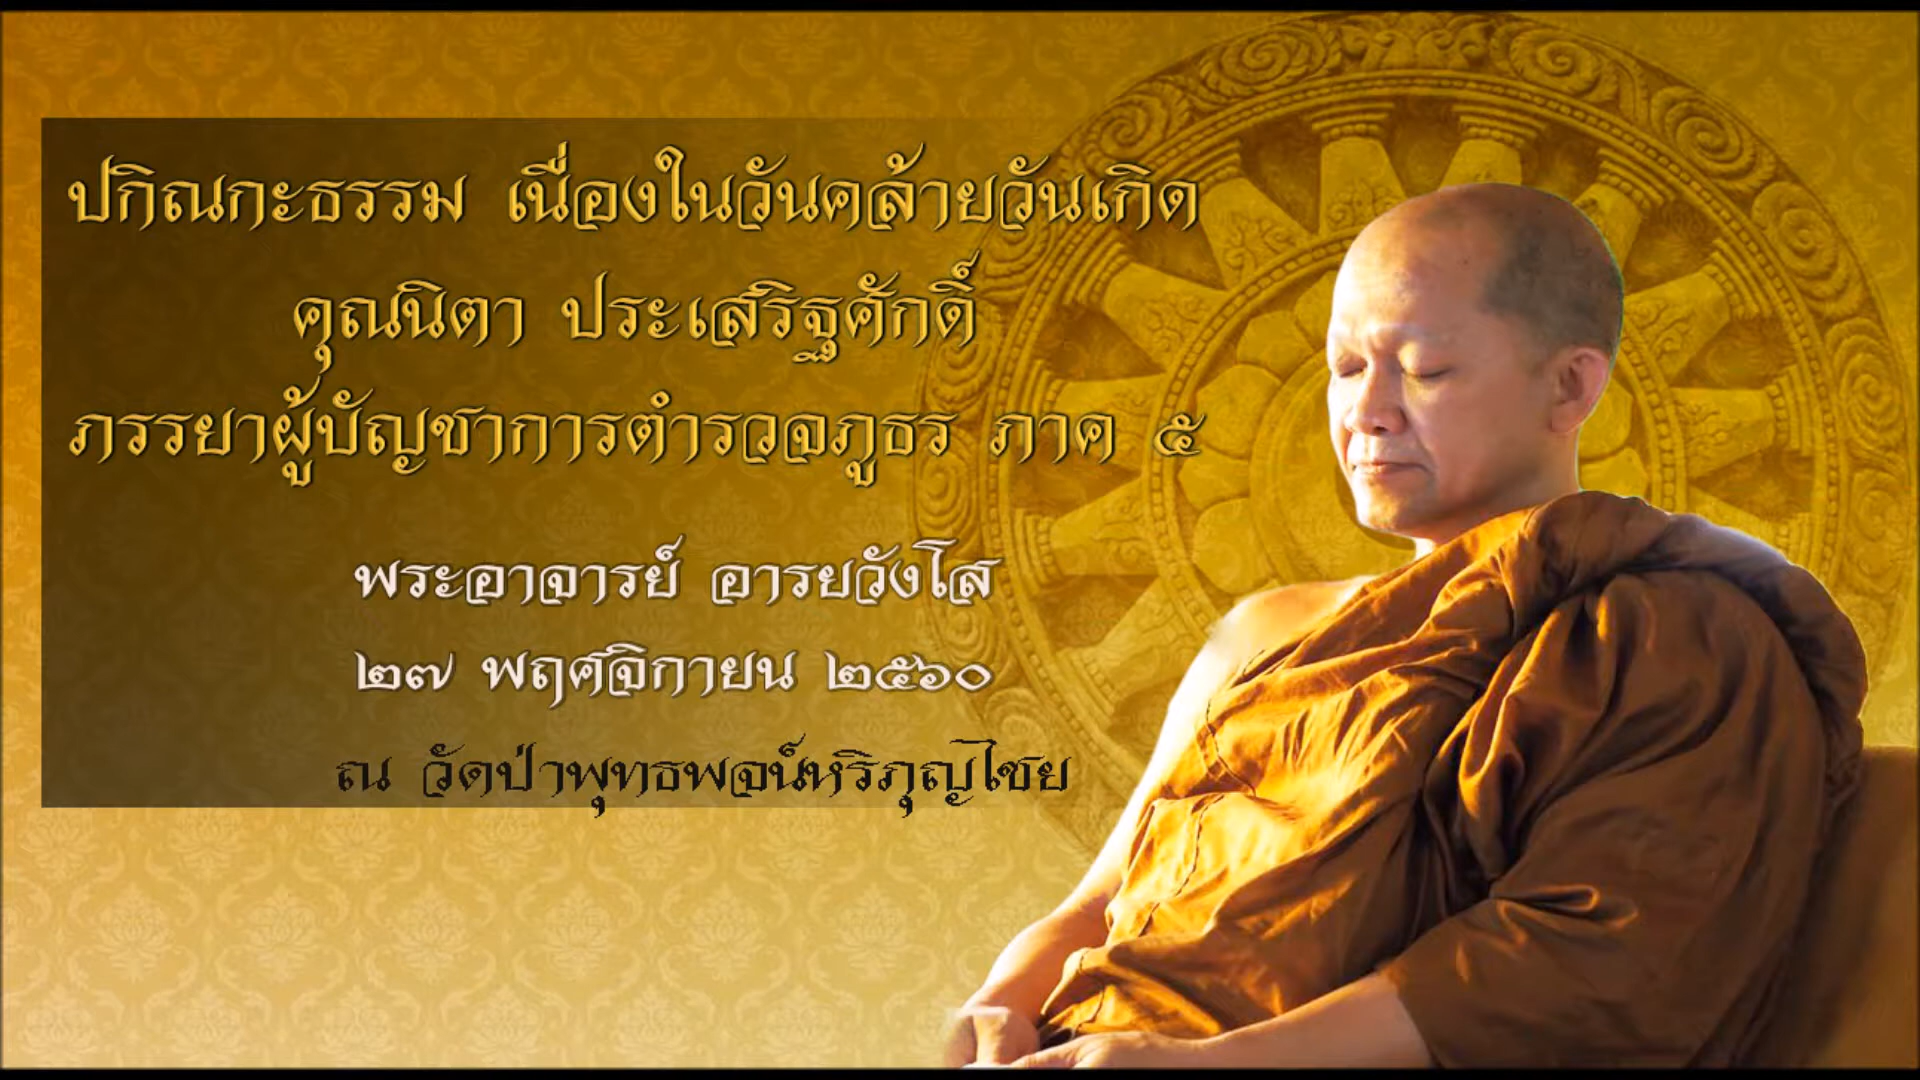 ปกิณกะธรรม เนื่องในวันคล้ายวันเกิด
คุณนิตา ประเสริฐศักดิ์
ภรรยาผู้บัญชาการตำรวจภูธร ภาค ๕
พระอาจารย์ อารยวังโส
๒๗ พฤศจิกายน ๒๕๖๐
ณ วัดป่าพุทธพจน์หริภุญไชย